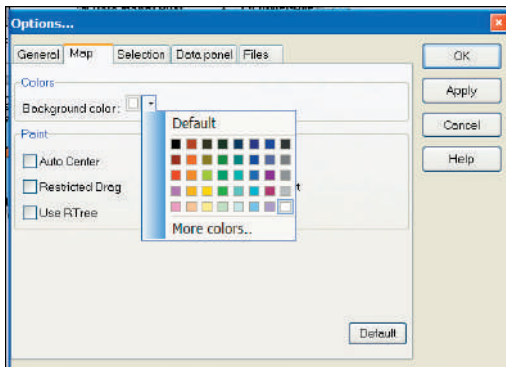 Options...
General Map Selection Data panel Files
OK
Colors
Apply
Background color:
Default
Cancel
Paint
Auto Center
Help
Restricted Drag
Use RTree
More colors..
Default